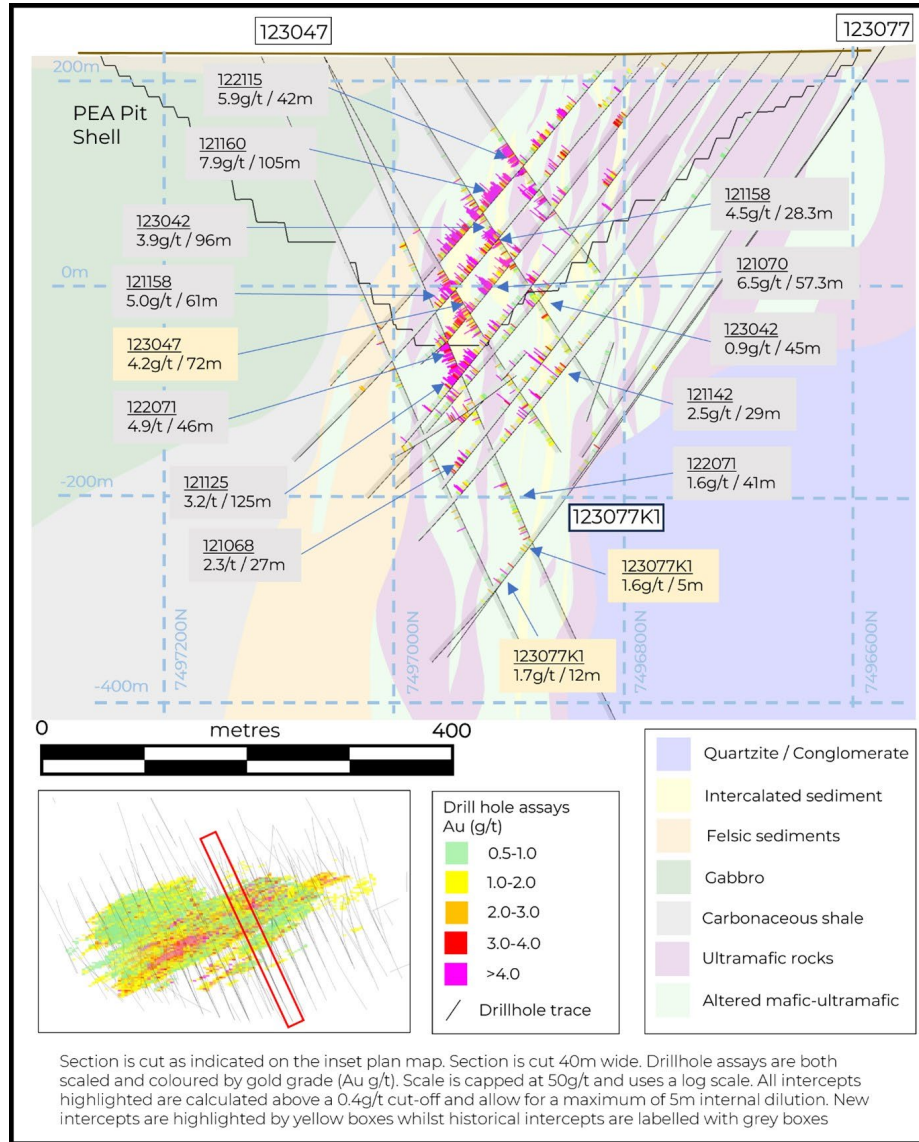 123047
123077
200m
PEA Pit
Shell
122115
5.9g/t / 42m
121160
7.9g/t / 105m
123042
3.9g/t / 96m
121158
4.5g/t / 28.3m
0m
121158
5.0g/t / 61m
121070
6.5g/t / 57.3m
123047
4.2g/t / 72m
123042
0.9g/t / 45m
122071
4.9/t / 46m
121142
2.5g/t / 29m
-200m
121125
3.2/t / 125m
122071
1.6g/t / 41m
123077K1
121068
2.3/t / 27m
123077K1
1.6g/t / 5m
123077K1
1.7g/t / 12m
-400m
7497200N
7497000N
7496800N
7496600N
0 metres 400
Drill hole assays
Au (g/t)
0.5-1.0
1.0-2.0
2.0-3.0
3.0-4.0
>4.0
Drillhole trace
Quartzite / Conglomerate
Intercalated sediment
Felsic sediments
Gabbro
Carbonaceous shale
Ultramafic rocks
Altered mafic-ultramafic
Section is cut as indicated on the inset plan map. Section is cut 40m wide. Drillhole assays are both
scaled and coloured by gold grade (Au g/t). Scale is capped at 50g/t and uses a log scale. All intercepts
highlighted are calculated above a 0.4g/t cut-off and allow for a maximum of 5m internal dilution. New
intercepts are highlighted by yellow boxes whilst historical intercepts are labelled with grey boxes